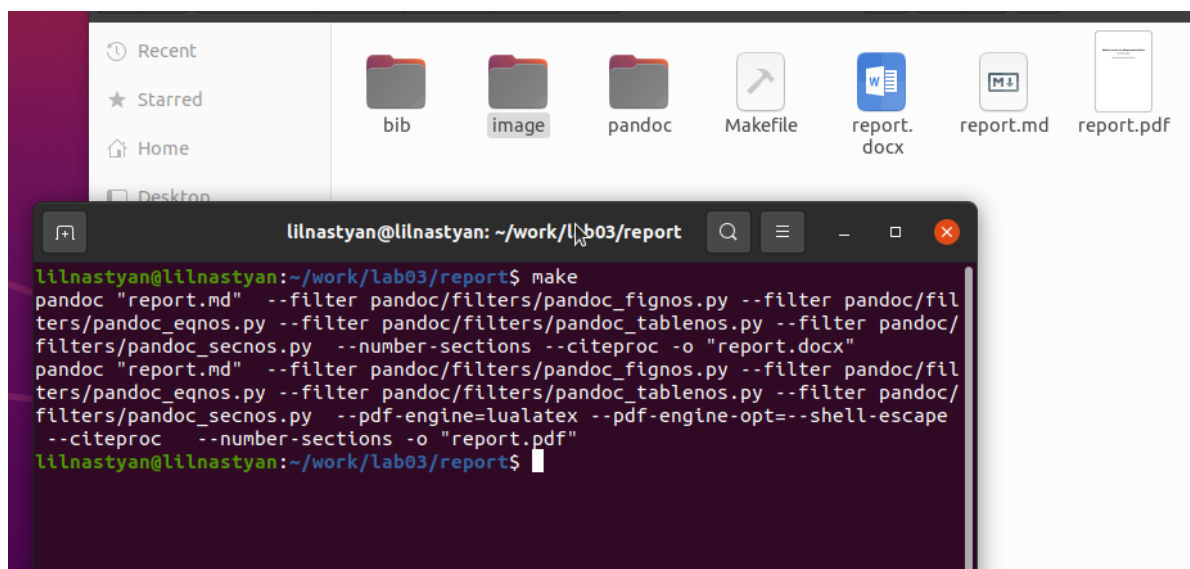 Recent
Starred
Home
Desktop
bib
image
pandoc
Makefile
W
report.
docx
M↓
report.md
report.pdf
lilnastyan@lilnastyan: ~/work/lab03/report
lilnastyan@lilnastyan:~/work/lab03/report$ make
pandoc "report.md"  --filter pandoc/filters/pandoc_fignos.py --filter pandoc/fil
ters/pandoc_eqnos.py --filter pandoc/filters/pandoc_tablenos.py --filter pandoc/
filters/pandoc_secnos.py  --number-sections --citeproc -o "report.docx"
pandoc "report.md"  --filter pandoc/filters/pandoc_fignos.py --filter pandoc/fil
ters/pandoc_eqnos.py --filter pandoc/filters/pandoc_tablenos.py --filter pandoc/
filters/pandoc_secnos.py  --pdf-engine=lualatex --pdf-engine-opt=--shell-escape
 --citeproc   --number-sections -o "report.pdf"
lilnastyan@lilnastyan:~/work/lab03/report$